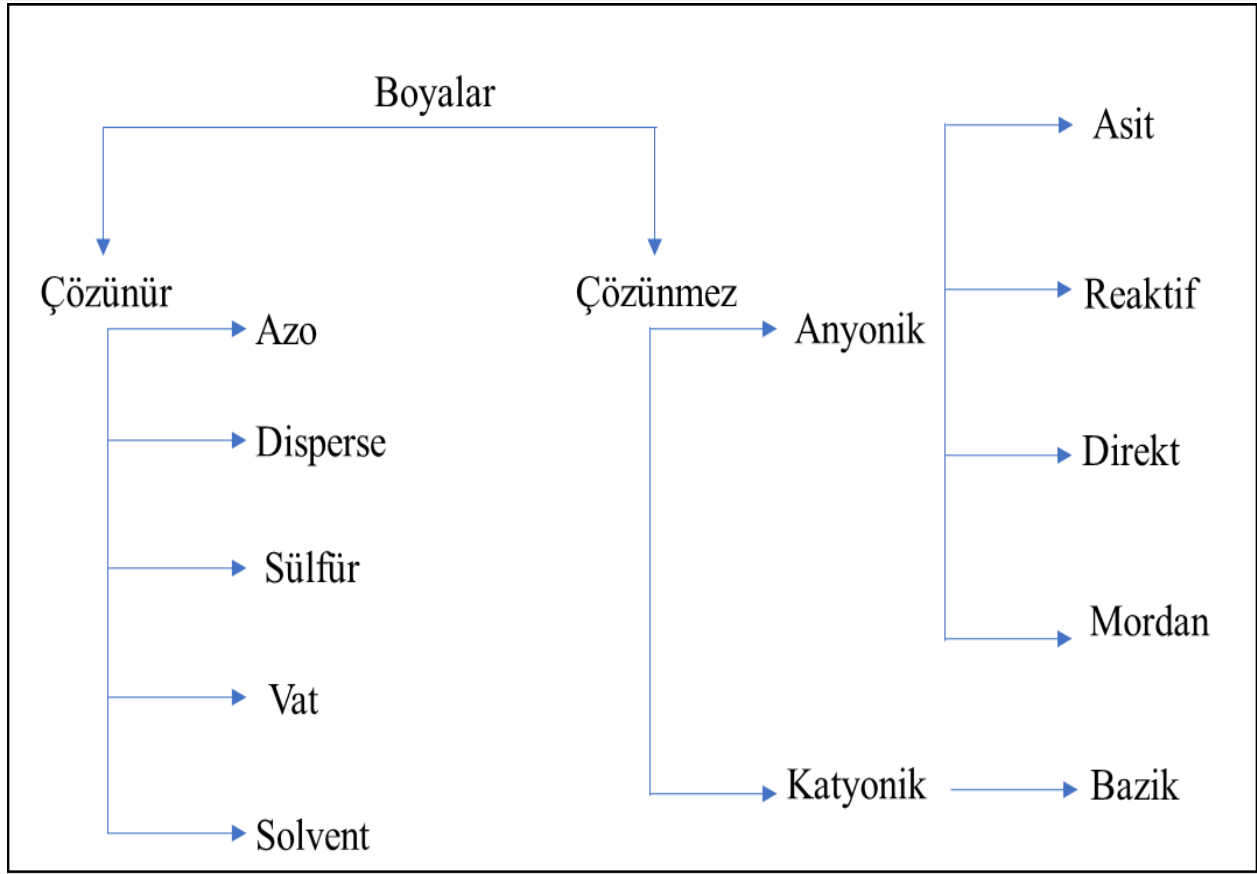 Boyalar
Çözünür
Azo
Disperse
Sülfür
Vat
Solvent
Çözünmez
Anyonik
Asit
Reaktif
Direkt
Mordan
Katyonik
Bazik